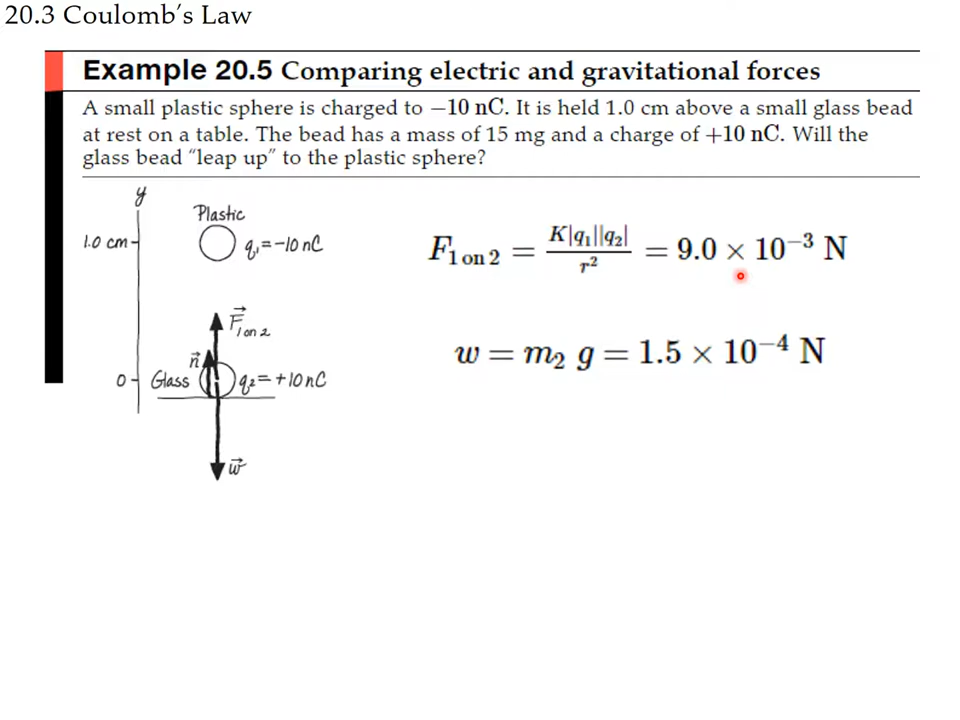 20.3 Coulomb's Law
Example 20.5 Comparing electric and gravitational forces
A small plastic sphere is charged to −10 nC. It is held 1.0 cm above a small glass bead
at rest on a table. The bead has a mass of 15 mg and a charge of +10 nC. Will the
glass bead "leap up" to the plastic sphere?
y
Plastic
1.0 cm
q₁=−10 nC
F⃗₁ on 2
n⃗
0
Glass
q₂=+10 nC
w⃗
F₁ on 2 = K|q₁||q₂| / r² = 9.0 × 10⁻³ N
w = m₂ g = 1.5 × 10⁻⁴ N